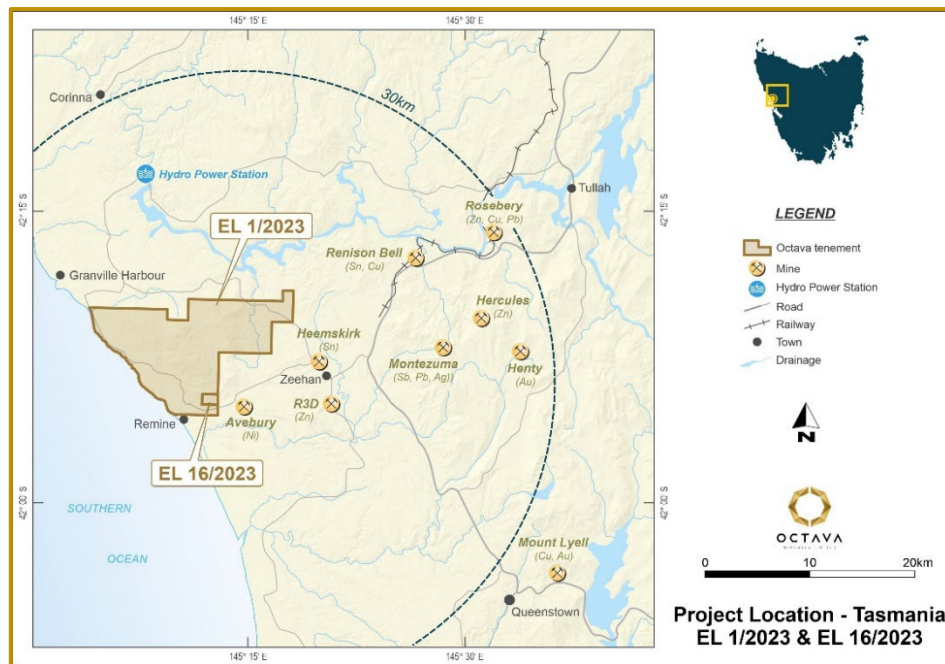 145° 15' E
145° 30' E
Corinna
30km
Hydro Power Station
Tullah
Rosebery
(Zn, Cu, Pb)
42° 15' S
42° 15' S
EL 1/2023
Renison Bell
(Sn, Cu)
Granville Harbour
Hercules
(Zn)
Heemskirk
(Sn)
Montezuma
(Sb, Pb, Ag))
Henty
(Au)
Zeehan
R3D
(Zn)
Avebury
(Ni)
Remine
EL 16/2023
42° 00' S
42° 00' S
SOUTHERN
OCEAN
Mount Lyell
(Cu, Au)
Queenstown
145° 15' E
145° 30' E
LEGEND
Octava tenement
Mine
Hydro Power Station
Road
Railway
Town
Drainage
N
OCTAVA
0
10
20km
Project Location - Tasmania
EL 1/2023 & EL 16/2023